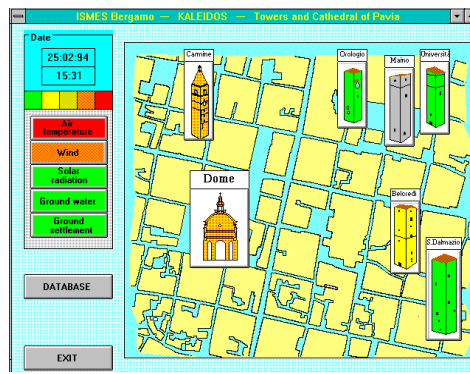 ISMES Bergamo — KALEIDOS — Towers and Cathedral of Pavia
Date
25:02:94
15:31
Air
temperature
Wind
Solar
radiation
Ground water
Ground
settlement
DATABASE
EXIT
Carmine
Orologio
Maino
Università
Dome
Belcredi
S.Dalmazio